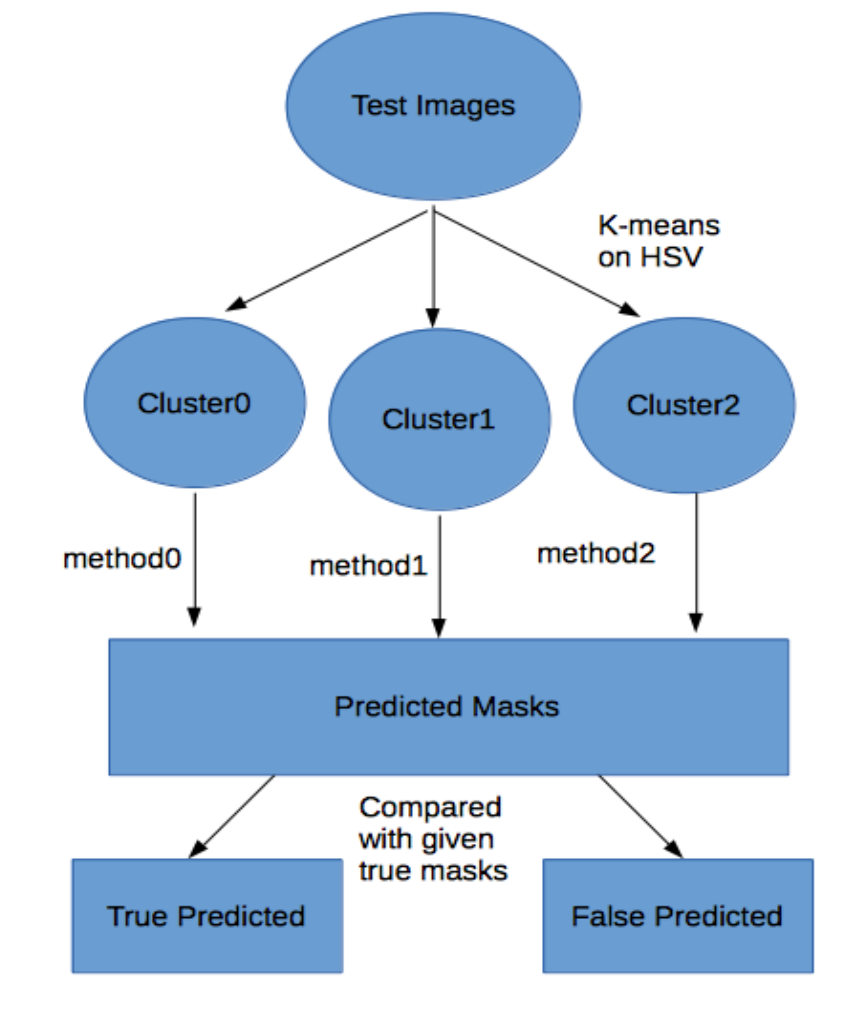 Test Images
K-means
on HSV
Cluster0
Cluster1
Cluster2
method0
method1
method2
Predicted Masks
Compared
with given
true masks
True Predicted
False Predicted